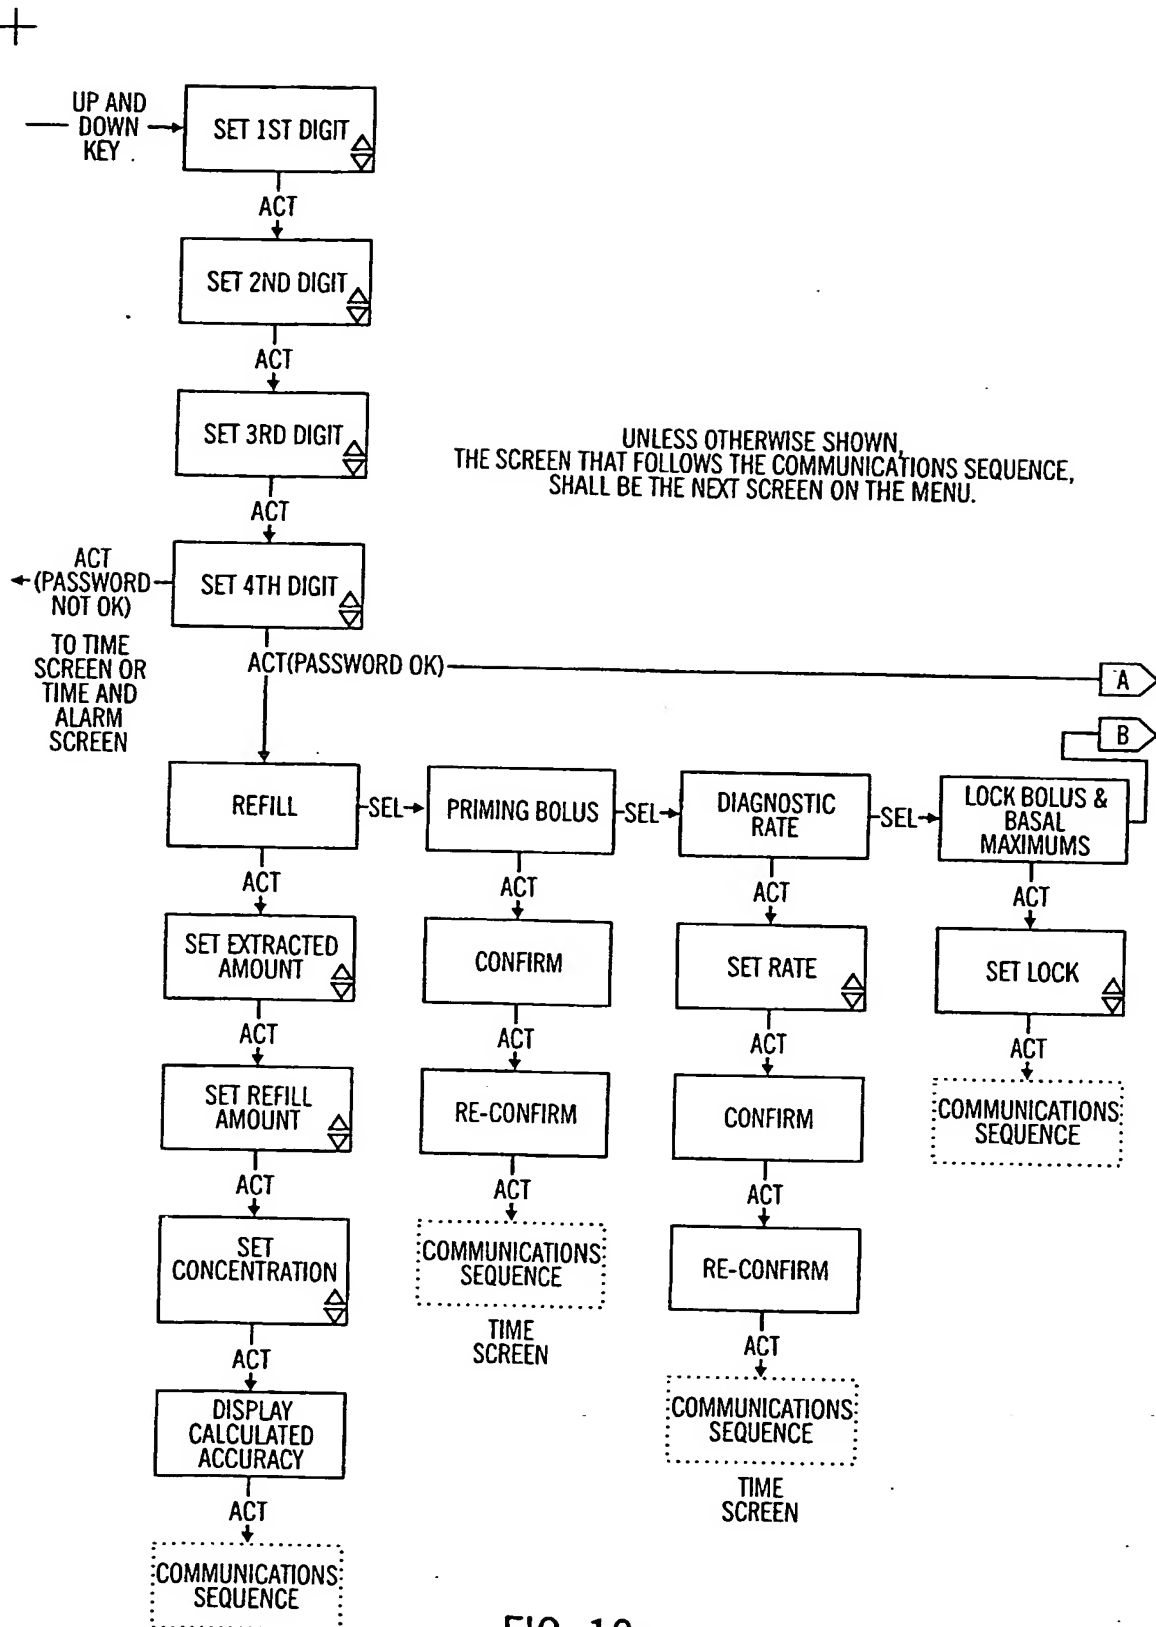 UP AND
DOWN
KEY
SET 1ST DIGIT
ACT
SET 2ND DIGIT
ACT
SET 3RD DIGIT
UNLESS OTHERWISE SHOWN,
THE SCREEN THAT FOLLOWS THE COMMUNICATIONS SEQUENCE,
SHALL BE THE NEXT SCREEN ON THE MENU.
ACT
ACT
(PASSWORD
NOT OK)
SET 4TH DIGIT
TO TIME
SCREEN OR
TIME AND
ALARM
SCREEN
ACT(PASSWORD OK)
A
B
REFILL
SEL
PRIMING BOLUS
SEL
DIAGNOSTIC
RATE
SEL
LOCK BOLUS &
BASAL
MAXIMUMS
ACT
ACT
ACT
ACT
SET EXTRACTED
AMOUNT
CONFIRM
SET RATE
SET LOCK
ACT
ACT
ACT
ACT
SET REFILL
AMOUNT
RE-CONFIRM
CONFIRM
COMMUNICATIONS
SEQUENCE
ACT
ACT
ACT
SET
CONCENTRATION
COMMUNICATIONS
SEQUENCE
TIME
SCREEN
RE-CONFIRM
ACT
ACT
DISPLAY
CALCULATED
ACCURACY
COMMUNICATIONS
SEQUENCE
TIME
SCREEN
ACT
COMMUNICATIONS
SEQUENCE